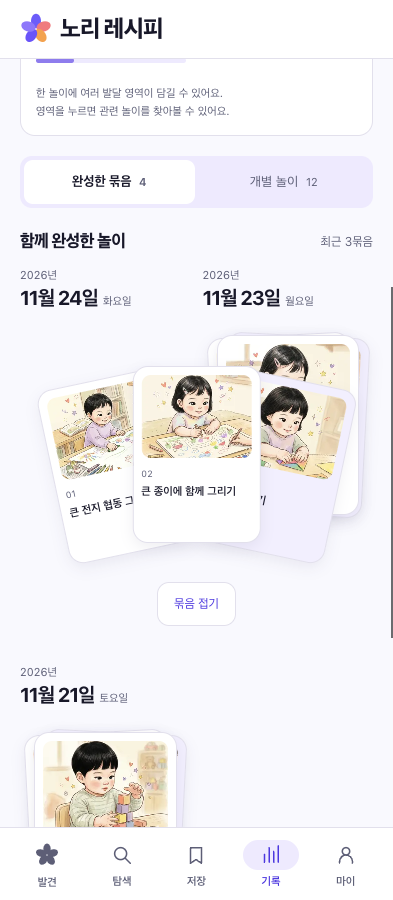 노리 레시피
한 놀이에 여러 발달 영역이 담길 수 있어요.
영역을 누르면 관련 놀이를 찾아볼 수 있어요.
완성한 묶음 4
개별 놀이 12
함께 완성한 놀이
최근 3묶음
2026년
11월 24일 화요일
2026년
11월 23일 월요일
01
큰 전지 협동 그
02
큰 종이에 함께 그리기
기
묶음 접기
2026년
11월 21일 토요일
발견
탐색
저장
기록
마이